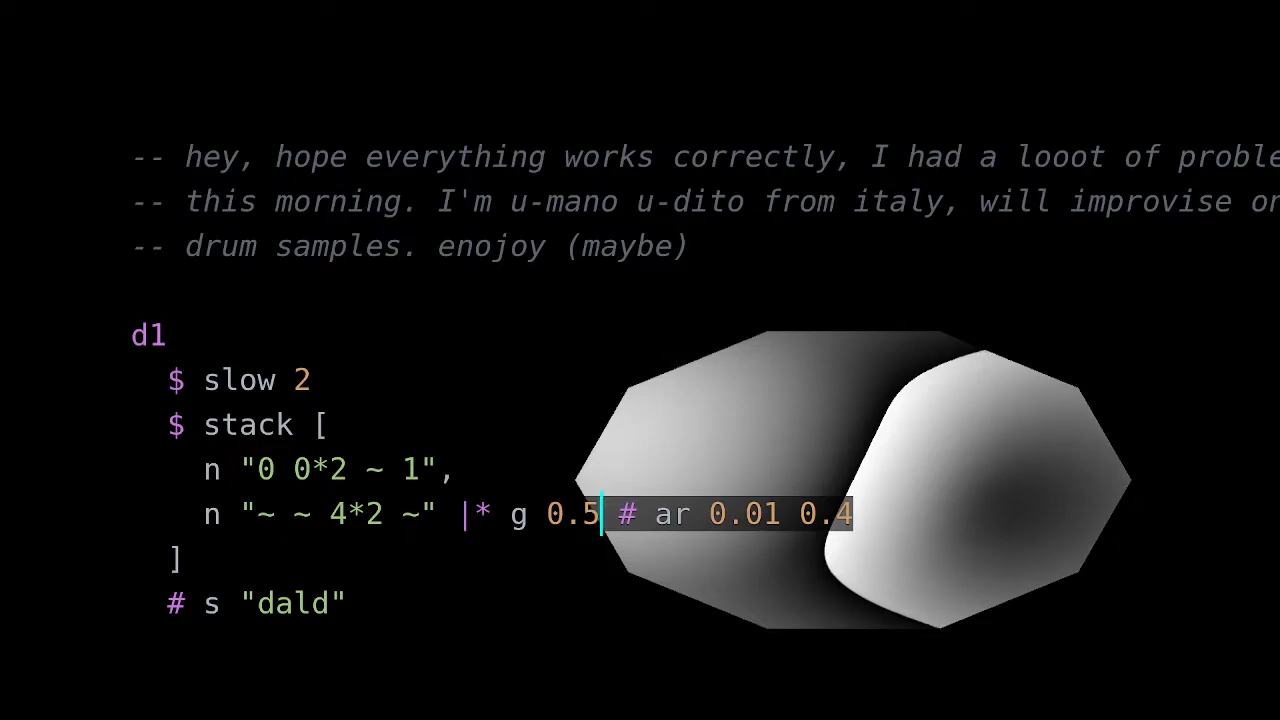 -- hey, hope everything works correctly, I had a looot of
-- this morning. I'm u-mano u-dito from italy, will improvise
-- drum samples. enojoy (maybe)
d1
$ slow 2
$ stack [
n "0 0*2 ~ 1",
n "~ ~ 4*2 ~" |* g 0.5 # ar 0.01 0.4
]
# s "dald"